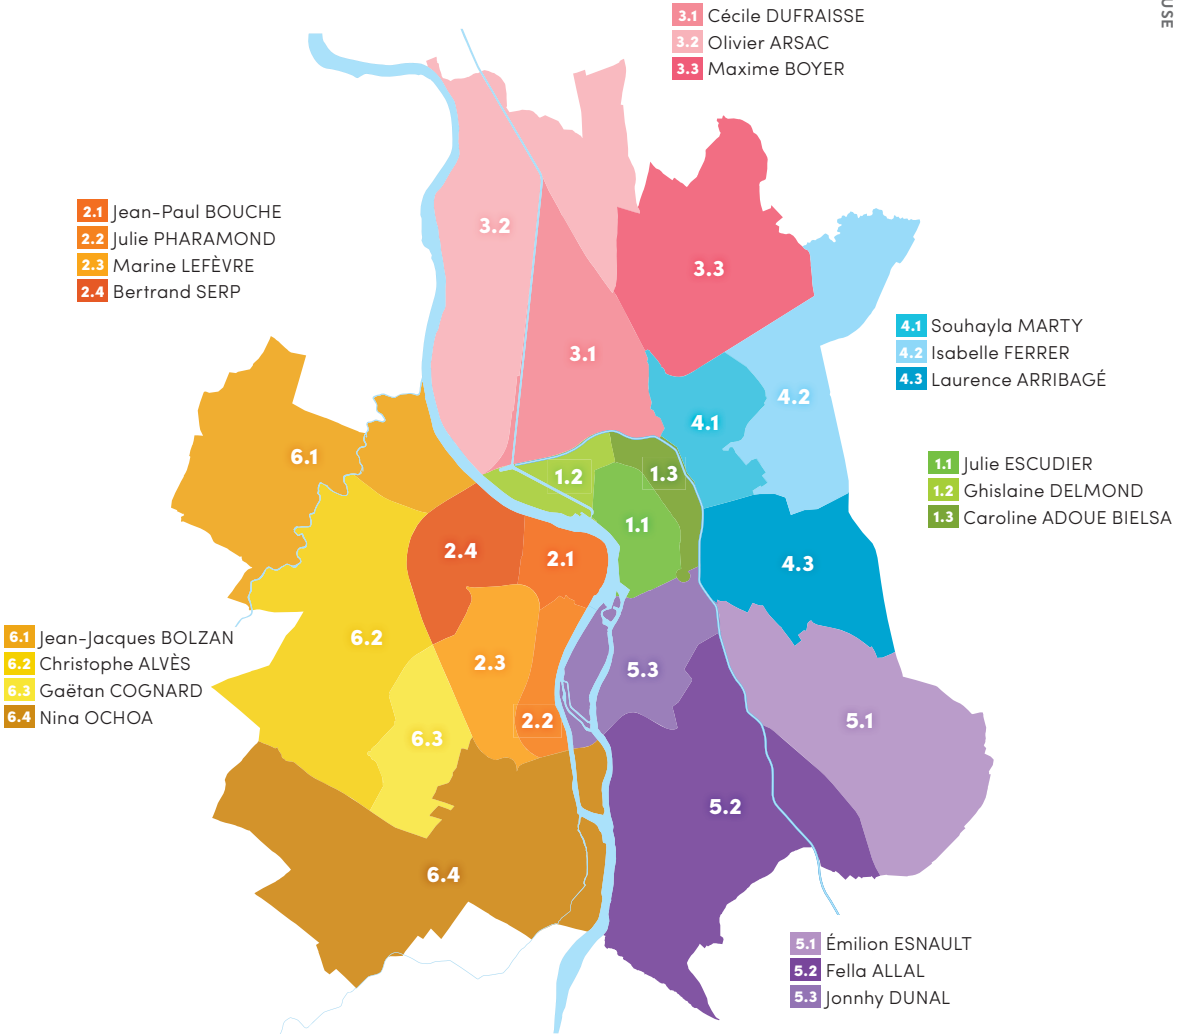 USE
3.1 Cécile DUFRAISSE
3.2 Olivier ARSAC
3.3 Maxime BOYER
2.1 Jean-Paul BOUCHE
2.2 Julie PHARAMOND
2.3 Marine LEFÈVRE
2.4 Bertrand SERP
3.2
3.3
3.1
4.1 Souhayla MARTY
4.2 Isabelle FERRER
4.3 Laurence ARRIBAGÉ
4.2
4.1
6.1
1.2
1.3
1.1 Julie ESCUDIER
1.2 Ghislaine DELMOND
1.3 Caroline ADOUE BIELSA
1.1
2.4
2.1
4.3
6.1 Jean-Jacques BOLZAN
6.2 Christophe ALVÈS
6.3 Gaëtan COGNARD
6.4 Nina OCHOA
6.2
2.3
5.3
2.2
5.1
6.3
5.2
6.4
5.1 Émilion ESNAULT
5.2 Fella ALLAL
5.3 Jonnhy DUNAL